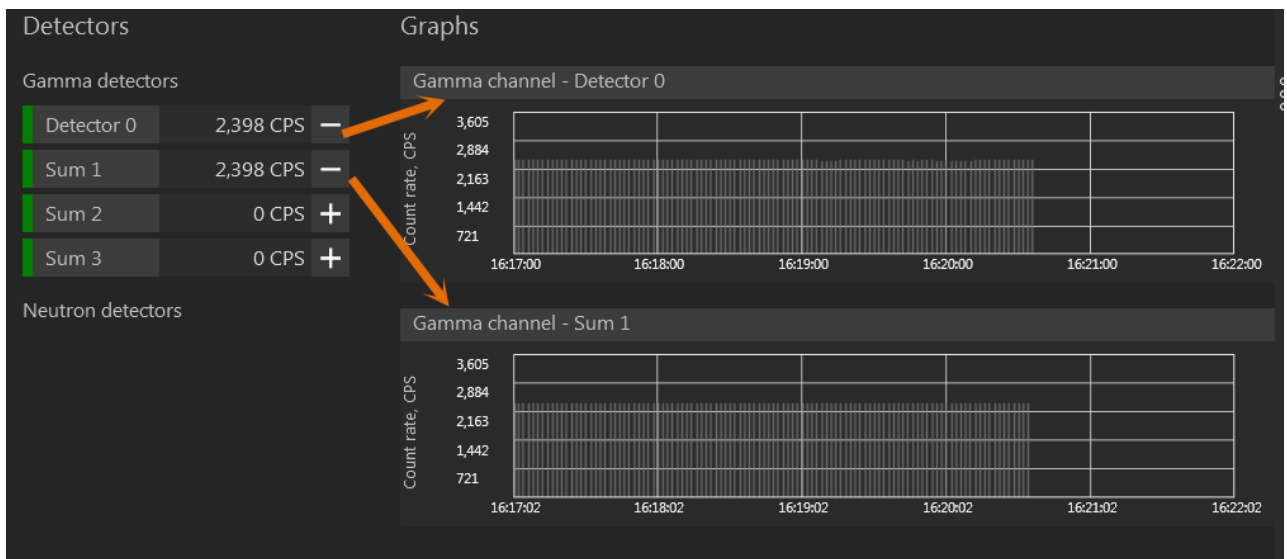 Detectors
Gamma detectors
Detector 0 2,398 CPS −
Sum 1 2,398 CPS −
Sum 2 0 CPS +
Sum 3 0 CPS +
Neutron detectors
Graphs
Gamma channel - Detector 0
Count rate, CPS
3,605
2,884
2,163
1,442
721
16:17:00 16:18:00 16:19:00 16:20:00 16:21:00 16:22:00
Gamma channel - Sum 1
Count rate, CPS
3,605
2,884
2,163
1,442
721
16:17:02 16:18:02 16:19:02 16:20:02 16:21:02 16:22:02